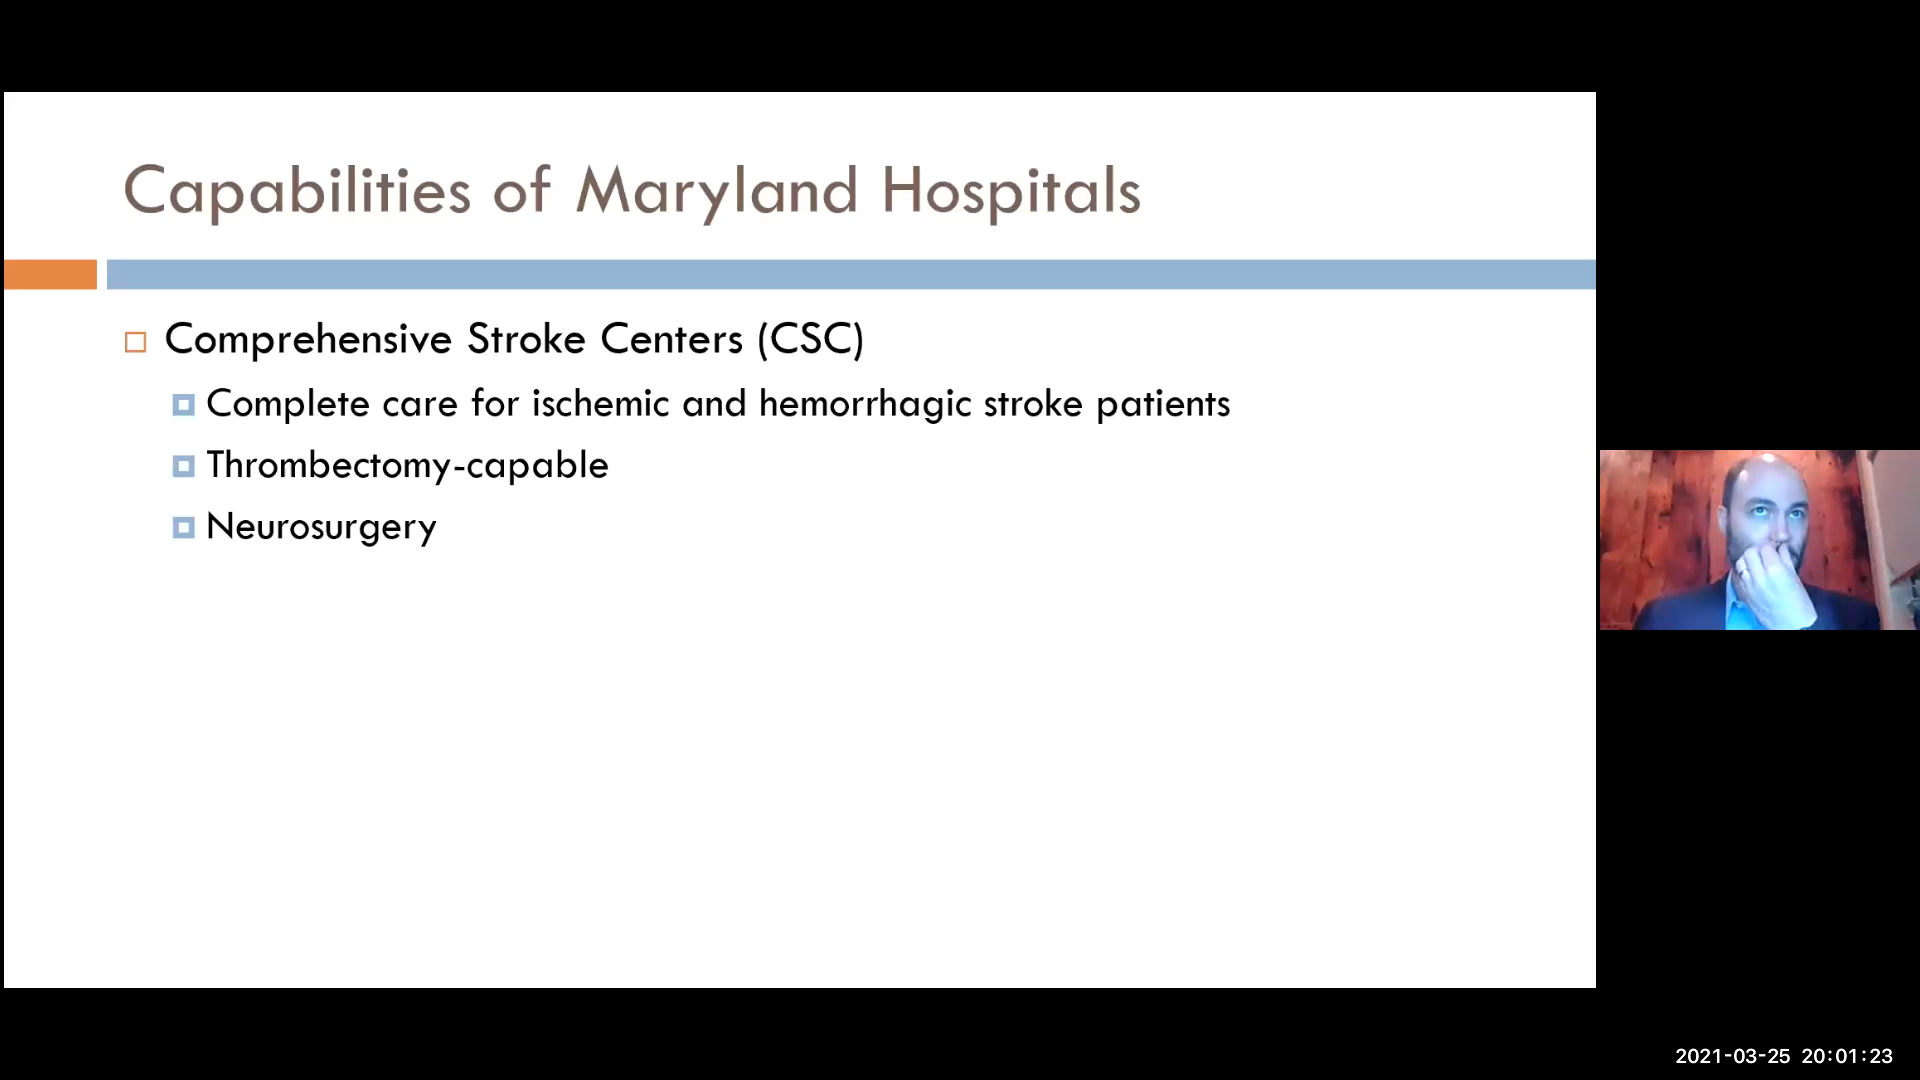 Capabilities of Maryland Hospitals
Comprehensive Stroke Centers (CSC)
Complete care for ischemic and hemorrhagic stroke patients
Thrombectomy-capable
Neurosurgery
2021-03-25 20:01:23